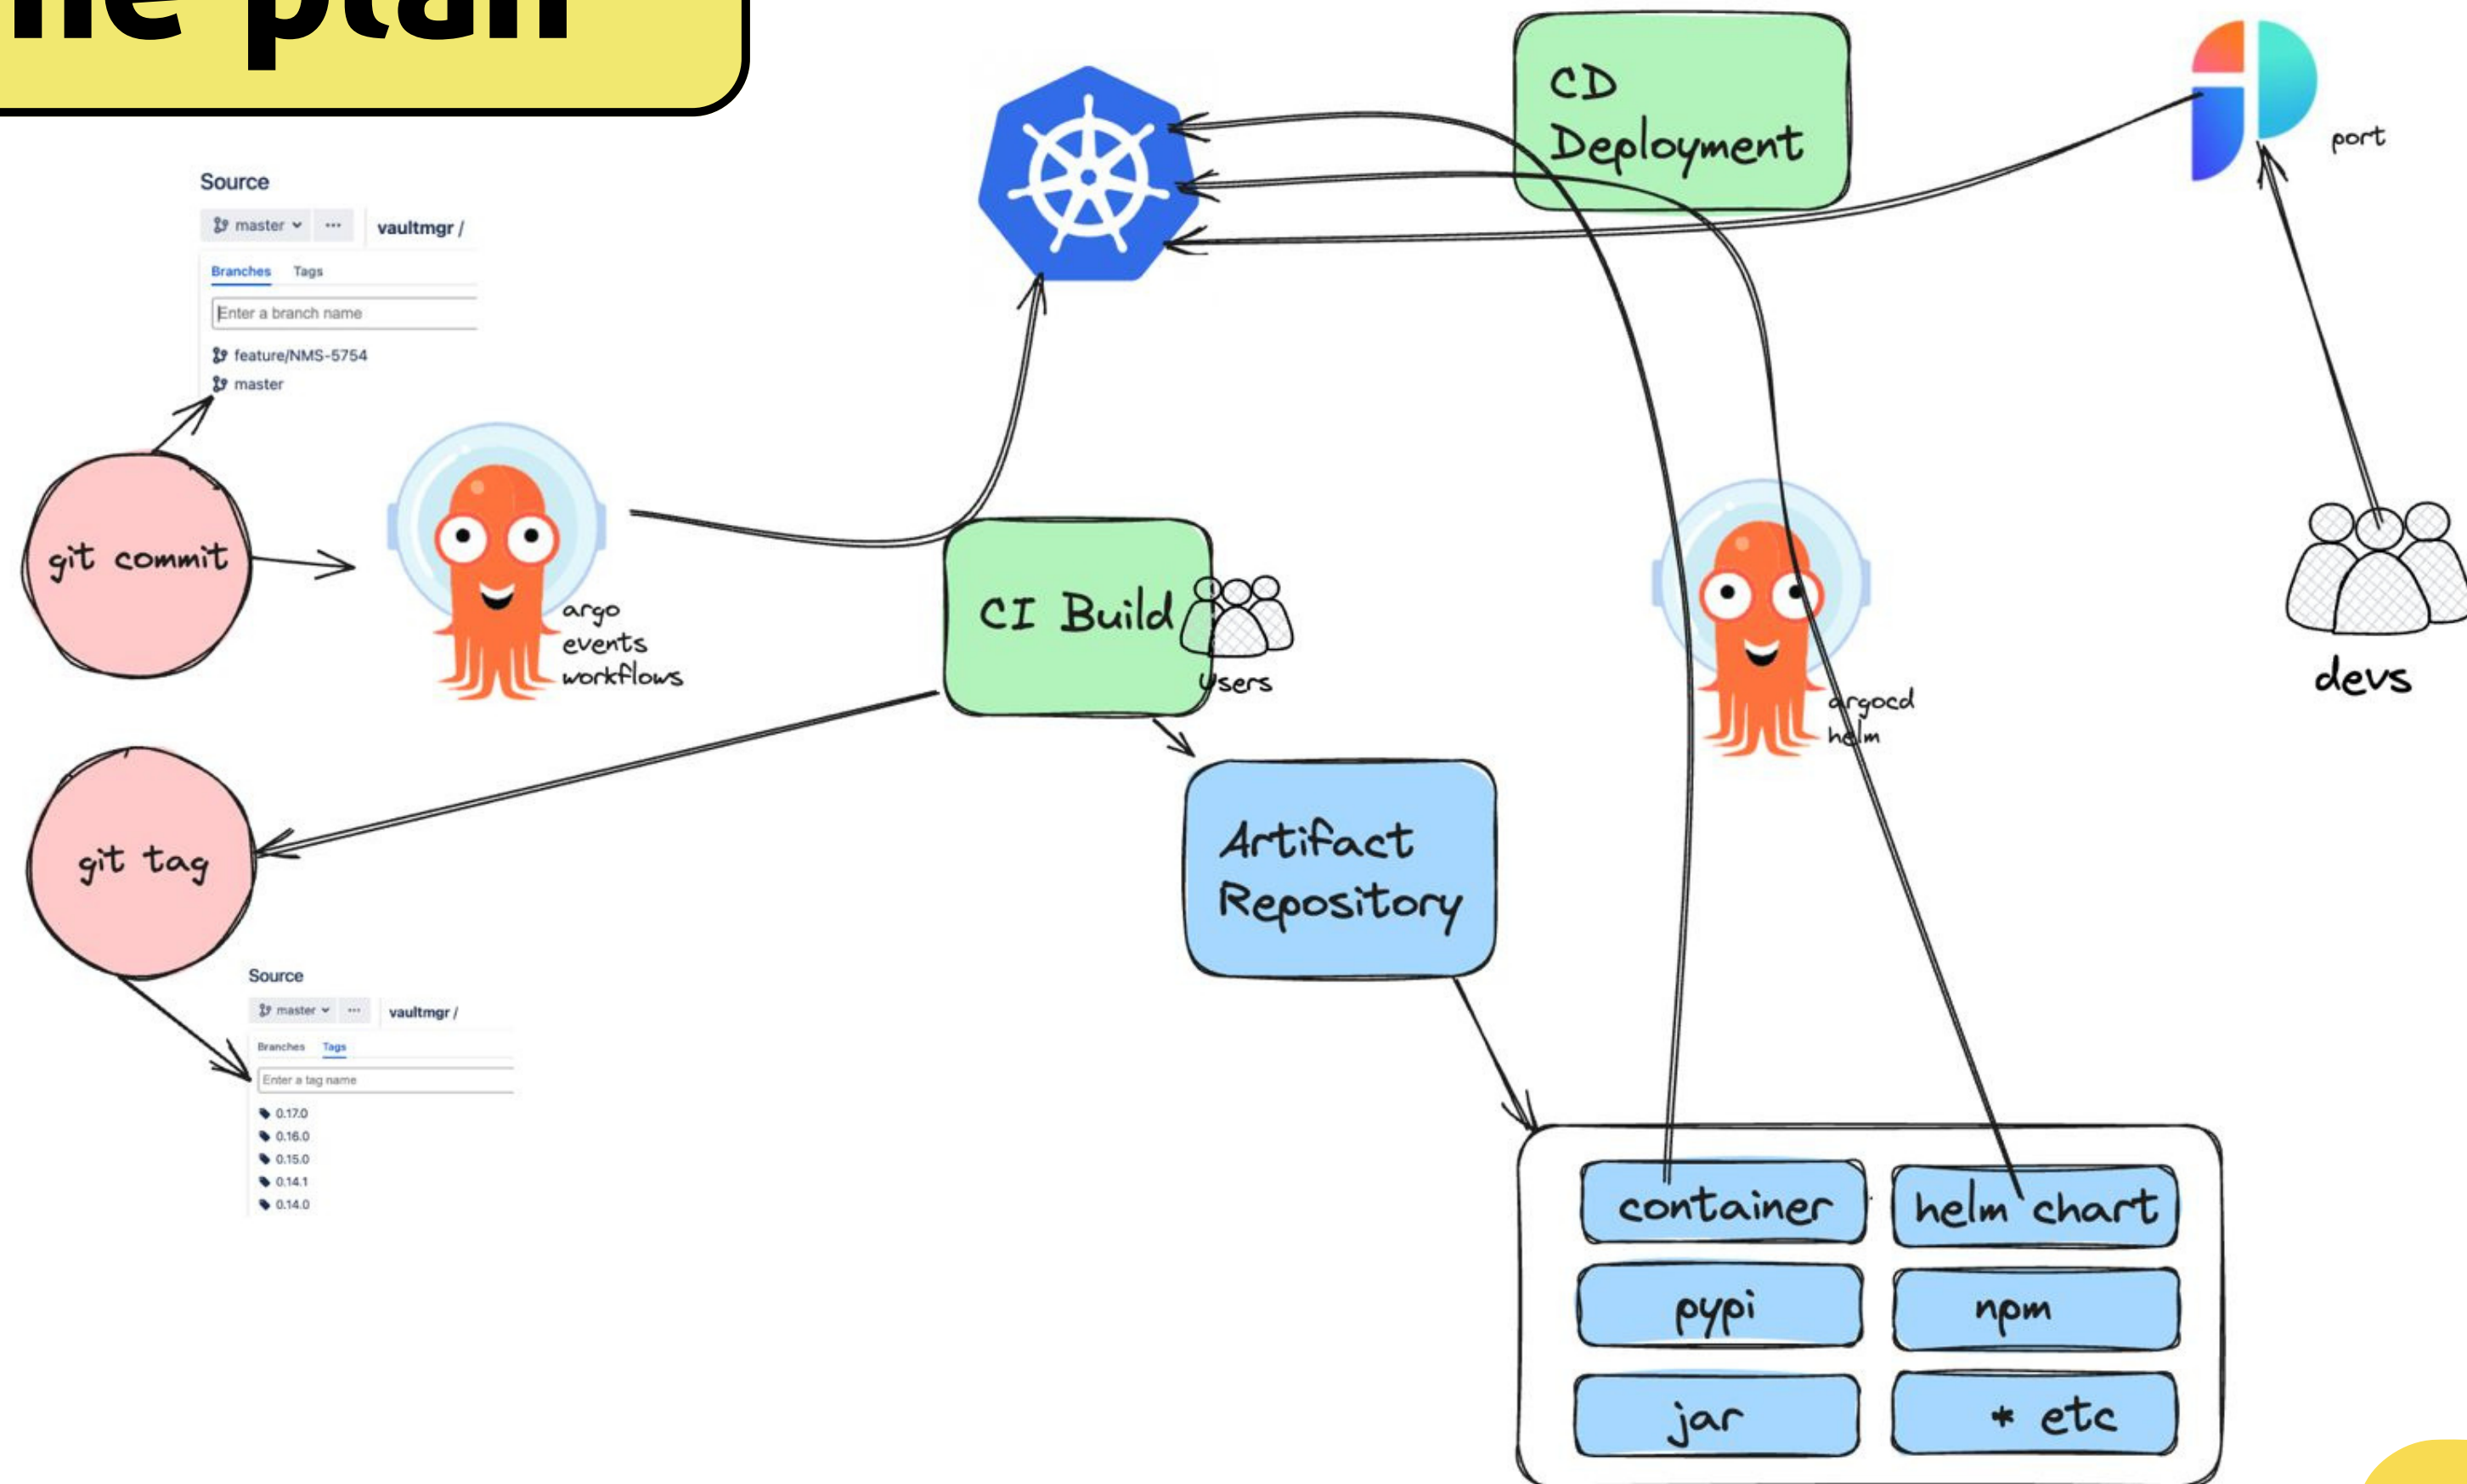 he plan
Source
master
...
vaultmgr /
Branches Tags
Enter a branch name
feature/NMS-5754
master
git commit
argo
events
workflows
CI Build
users
CD
Deployment
port
devs
argocd
helm
git tag
Source
master
...
vaultmgr /
Branches Tags
Enter a tag name
0.17.0
0.16.0
0.15.0
0.14.1
0.14.0
Artifact
Repository
container helm chart
pypi npm
jar * etc